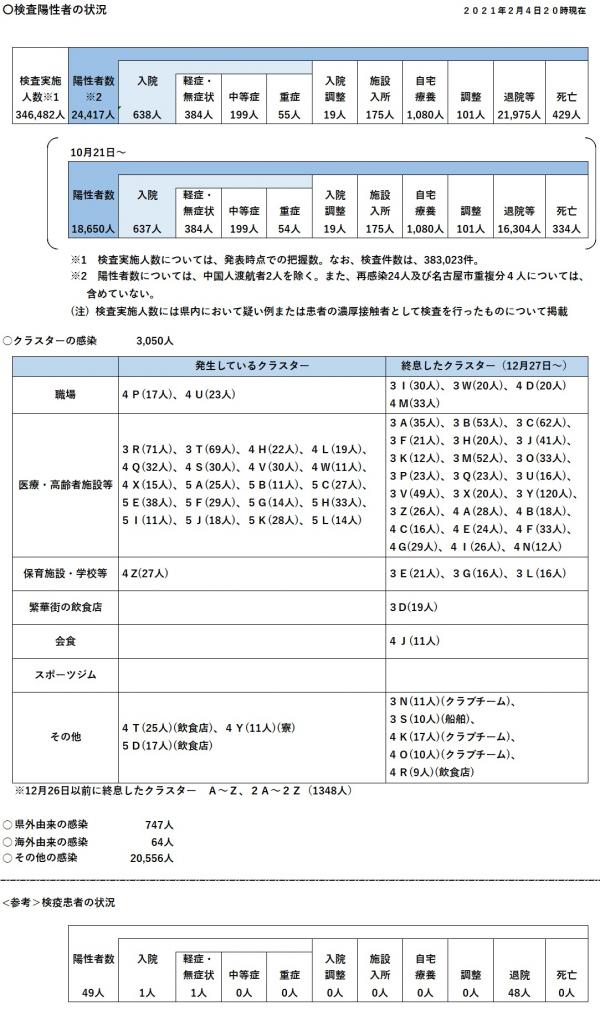 〇検査陽性者の状況
２０２１年２月４日２０時現在
検査実施人数※1 陽性者数※2 入院 軽症・無症状 中等症 重症 入院調整 施設入所 自宅療養 調整 退院等 死亡
346,482人 24,417人 638人 384人 199人 55人 19人 175人 1,080人 101人 21,975人 429人
10月21日～
陽性者数 入院 軽症・無症状 中等症 重症 入院調整 施設入所 自宅療養 調整 退院等 死亡
18,650人 637人 384人 199人 54人 19人 175人 1,080人 101人 16,304人 334人
※1　検査実施人数については、発表時点での把握数。なお、検査件数は、383,023件。
※2　陽性者数については、中国人渡航者2人を除く。また、再感染24人及び名古屋市重複分４人については、
含めていない。
(注)　検査実施人数には県内において疑い例または患者の濃厚接触者として検査を行ったものについて掲載
〇クラスターの感染　3,050人
発生しているクラスター 終息したクラスター（12月27日～）
職場
４Ｐ(17人)、４Ｕ(23人)
３Ｉ(30人)、３Ｗ(20人)、４Ｄ(20人)
４Ｍ(33人)
医療・高齢者施設等
３Ｒ(71人)、３Ｔ(69人)、４Ｈ(22人)、４Ｌ(19人)、
４Ｑ(32人)、４Ｓ(30人)、４Ｖ(30人)、４Ｗ(11人)、
４Ｘ(15人)、５Ａ(25人)、５Ｂ(11人)、５Ｃ(27人)、
５Ｅ(38人)、５Ｆ(29人)、５Ｇ(14人)、５Ｈ(33人)、
５Ｉ(11人)、５Ｊ(18人)、５Ｋ(28人)、５Ｌ(14人)
３Ａ(35人)、３Ｂ(53人)、３Ｃ(62人)、
３Ｆ(21人)、３Ｈ(20人)、３Ｊ(41人)、
３Ｋ(12人)、３Ｍ(52人)、３Ｏ(33人)、
３Ｐ(23人)、３Ｑ(23人)、３Ｕ(16人)、
３Ｖ(49人)、３Ｘ(20人)、３Ｙ(120人)、
３Ｚ(26人)、４Ａ(28人)、４Ｂ(18人)、
４Ｃ(16人)、４Ｅ(24人)、４Ｆ(33人)、
４Ｇ(29人)、４Ｉ(26人)、４Ｎ(12人)
保育施設・学校等
４Ｚ(27人)
３Ｅ(21人)、３Ｇ(16人)、３Ｌ(16人)
繁華街の飲食店
３Ｄ(19人)
会食
４Ｊ(11人)
スポーツジム
その他
４Ｔ(25人)(飲食店)、４Ｙ(11人)(寮)
５Ｄ(17人)(飲食店)
３Ｎ(11人)(クラブチーム)、
３Ｓ(10人)(船舶)、
４Ｋ(17人)(クラブチーム)、
４Ｏ(10人)(クラブチーム)、
４Ｒ(9人)(飲食店)
※12月26日以前に終息したクラスター　Ａ～Ｚ、２Ａ～２Ｚ（1348人）
〇県外由来の感染　747人
〇海外由来の感染　64人
〇その他の感染　20,556人
<参考>検疫患者の状況
陽性者数 入院 軽症・無症状 中等症 重症 入院調整 施設入所 自宅療養 調整 退院 死亡
49人 1人 1人 0人 0人 0人 0人 0人 0人 48人 0人